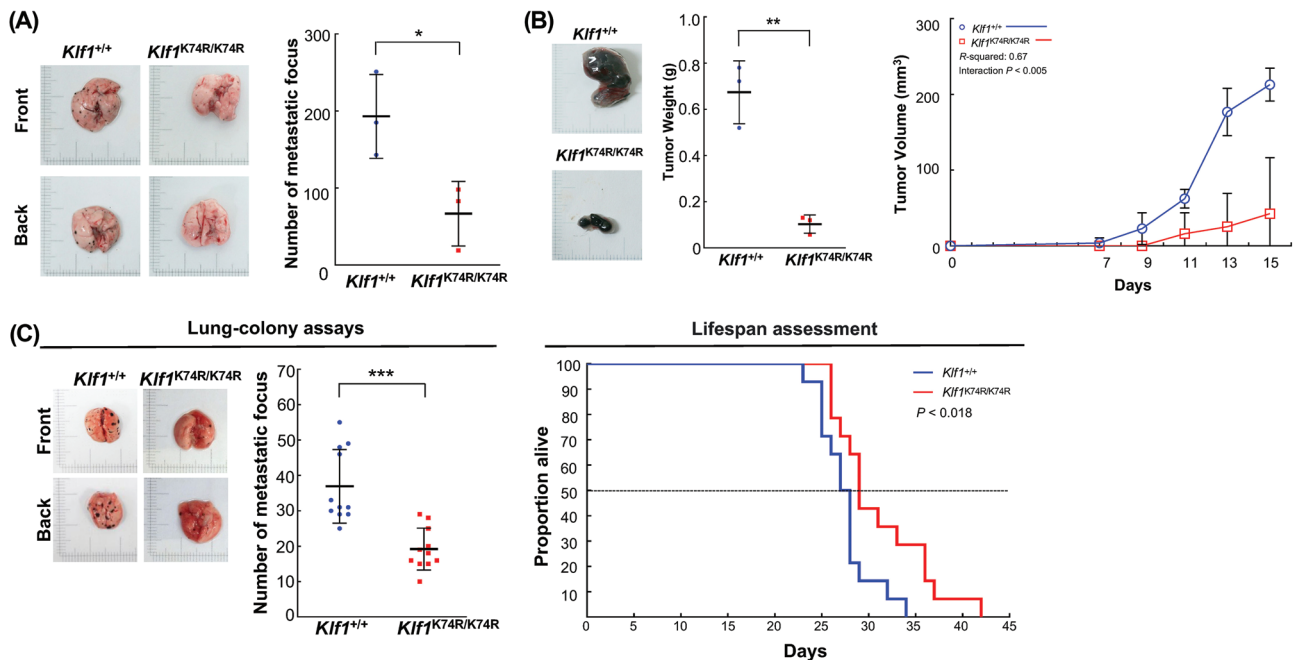 (A)
Klf1+/+
Klf1K74R/K74R
Front
Back
Number of metastatic focus
300
200
100
0
*
Klf1+/+
Klf1K74R/K74R
(B)
Klf1+/+
Klf1K74R/K74R
Tumor Weight (g)
1.0
0.8
0.6
0.4
0.2
0
**
Klf1+/+
Klf1K74R/K74R
Tumor Volume (mm3)
300
200
100
0
Klf1+/+
Klf1K74R/K74R
R-squared: 0.67
Interaction P < 0.005
0 7 9 11 13 15
Days
(C)
Lung-colony assays
Klf1+/+
Klf1K74R/K74R
Front
Back
Number of metastatic focus
70
60
50
40
30
20
10
0
***
Klf1+/+
Klf1K74R/K74R
Lifespan assessment
Proportion alive
100
90
80
70
60
50
40
30
20
10
Klf1+/+
Klf1K74R/K74R
P < 0.018
0 5 10 15 20 25 30 35 40 45
Days